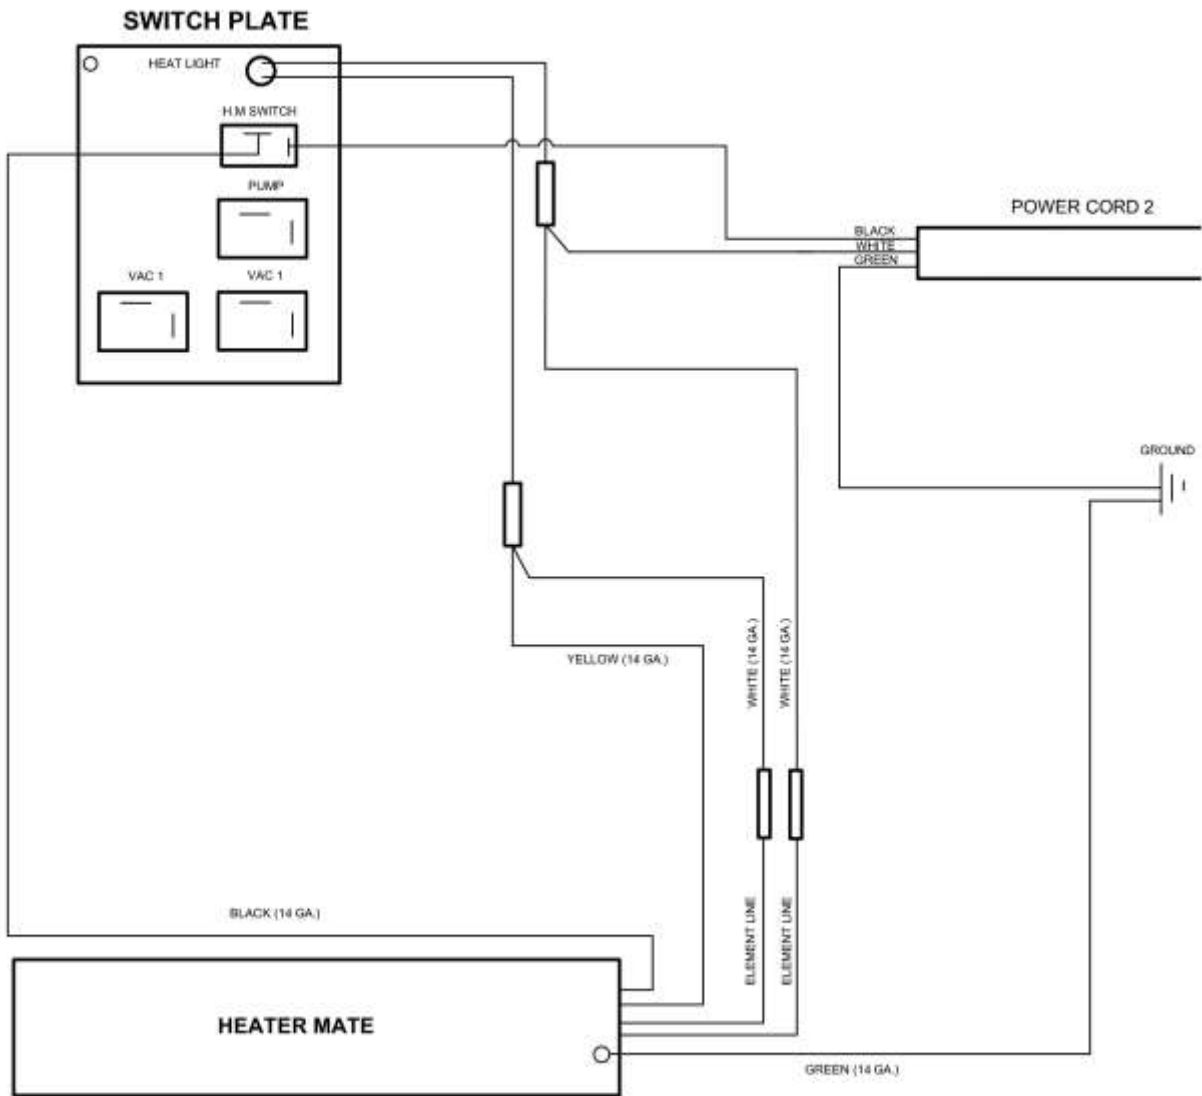 SWITCH PLATE
HEAT LIGHT
H.M SWITCH
PUMP
VAC 1
VAC 1
POWER CORD 2
BLACK
WHITE
GREEN
GROUND
WHITE (14 GA.)
WHITE (14 GA.)
YELLOW (14 GA.)
ELEMENT LINE
ELEMENT LINE
BLACK (14 GA.)
HEATER MATE
GREEN (14 GA.)